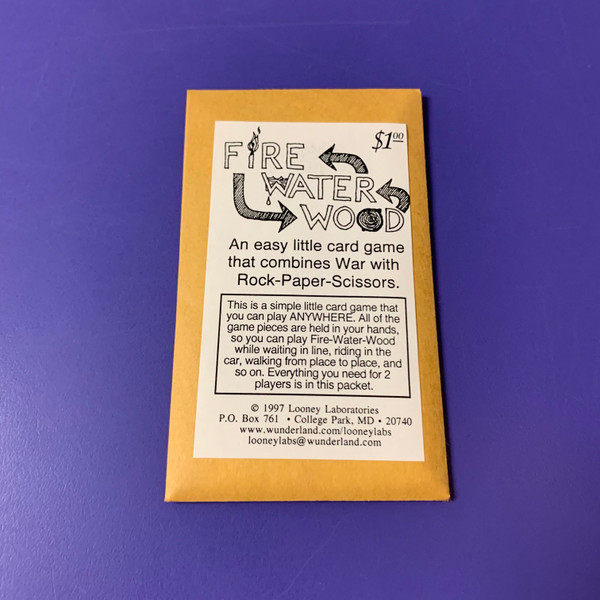 $1.00
FIRE
WATER
WOOD
An easy little card game
that combines War with
Rock-Paper-Scissors.
This is a simple little card game that
you can play ANYWHERE. All of the
game pieces are held in your hands,
so you can play Fire-Water-Wood
while waiting in line, riding in the
car, walking from place to place, and
so on. Everything you need for 2
players is in this packet.
© 1997 Looney Laboratories
P.O. Box 761 • College Park, MD • 20740
www.wunderland.com/looneylabs
looneylabs@wunderland.com